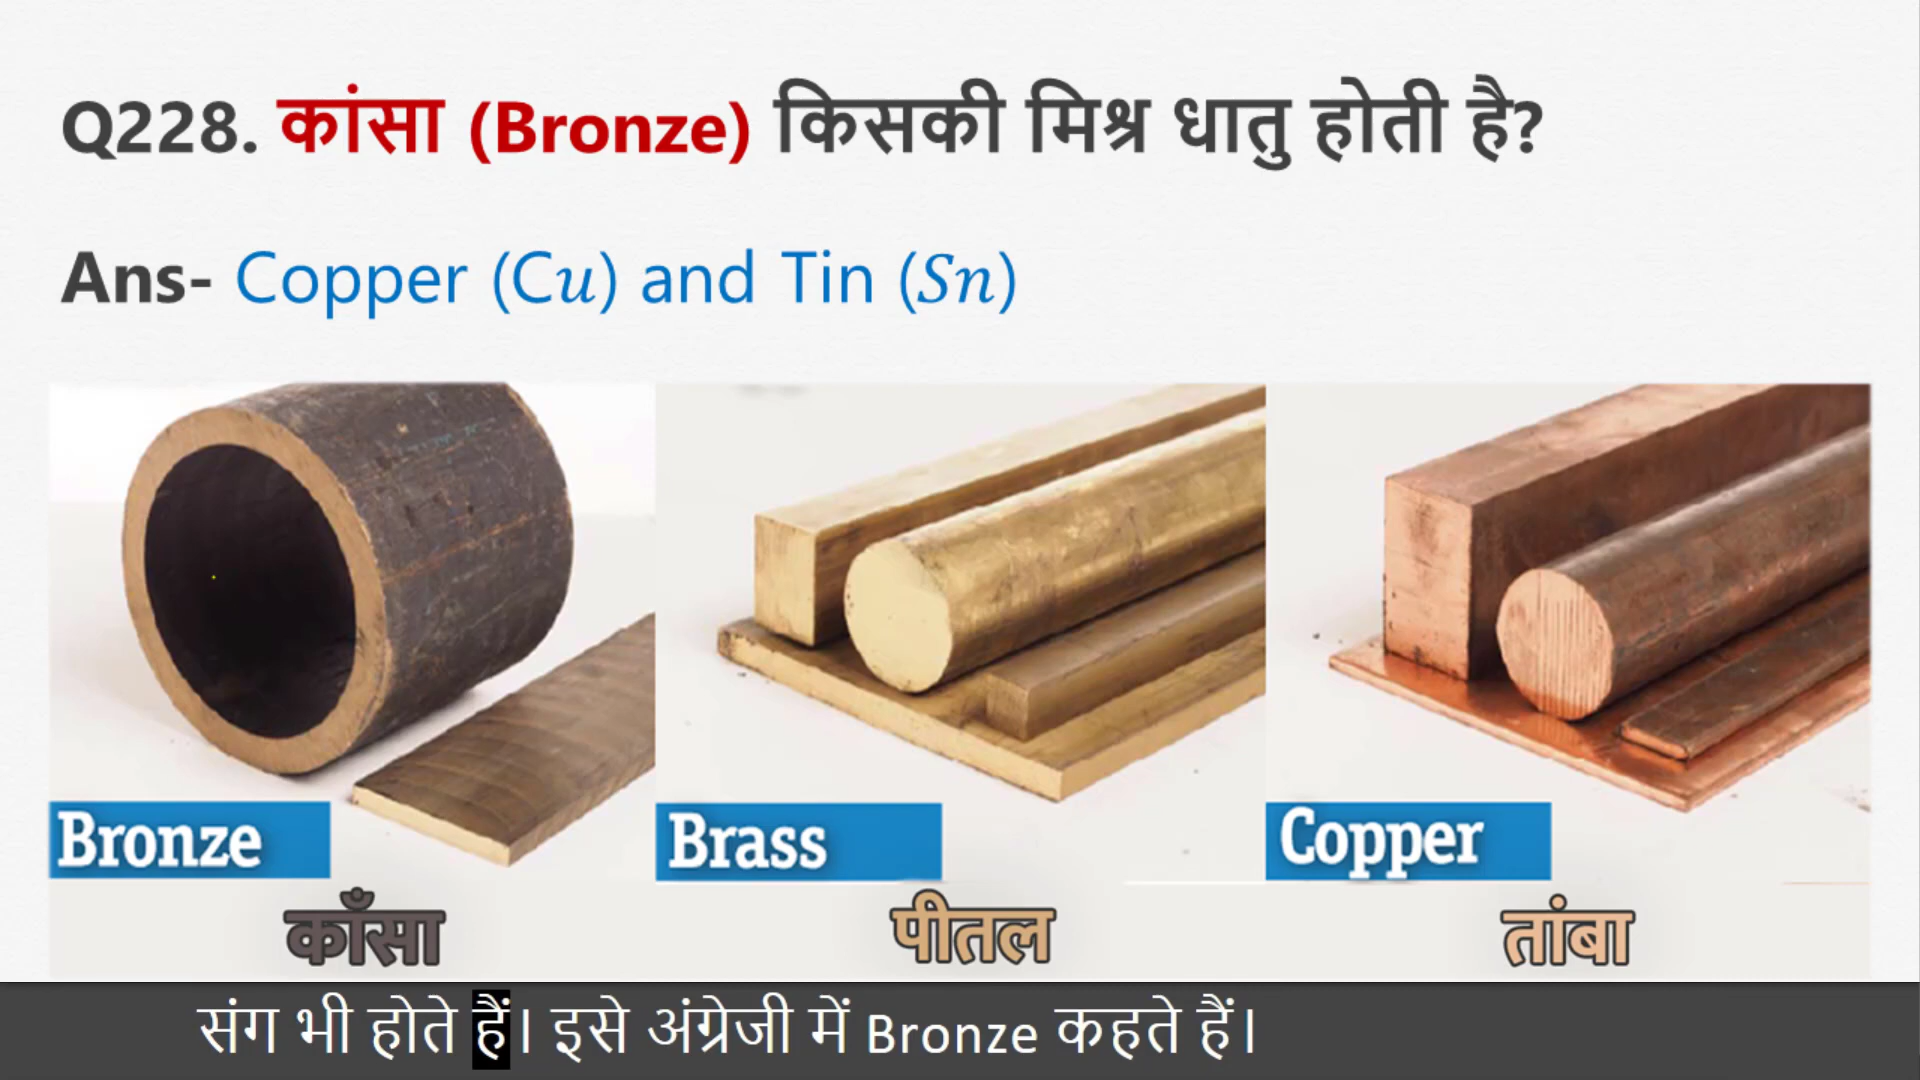 Q228. कांसा (Bronze) किसकी मिश्र धातु होती है?
Ans- Copper (Cu) and Tin (Sn)
Bronze
Brass
Copper
काँसा
पीतल
तांबा
संग भी होते हैं। इसे अंग्रेजी में Bronze कहते हैं।